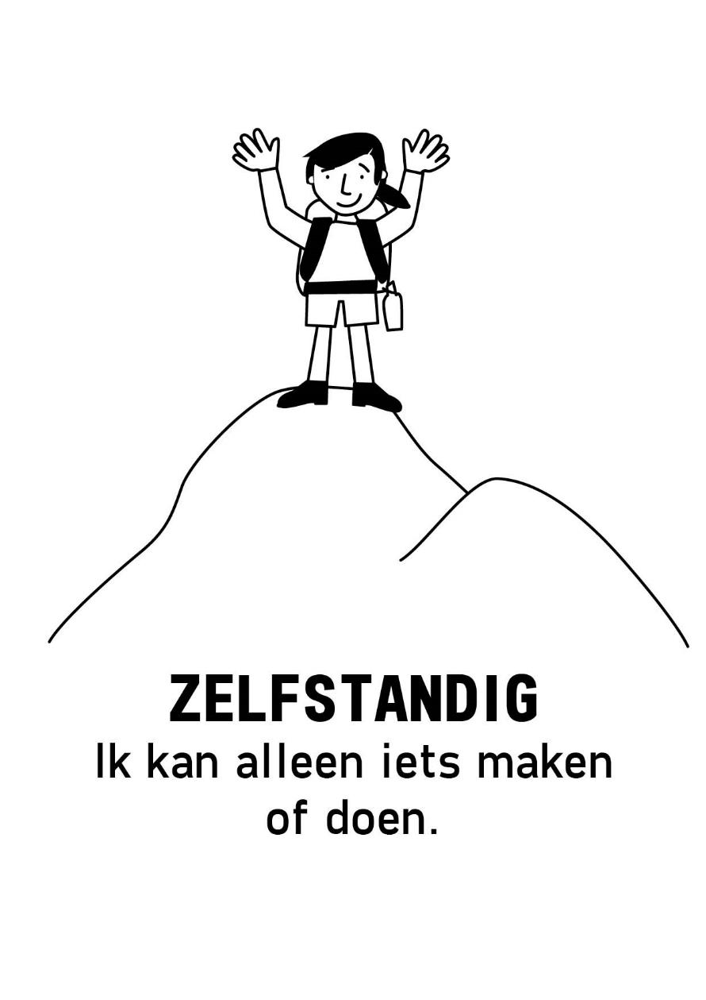 ZELFSTANDIG
Ik kan alleen iets maken
of doen.